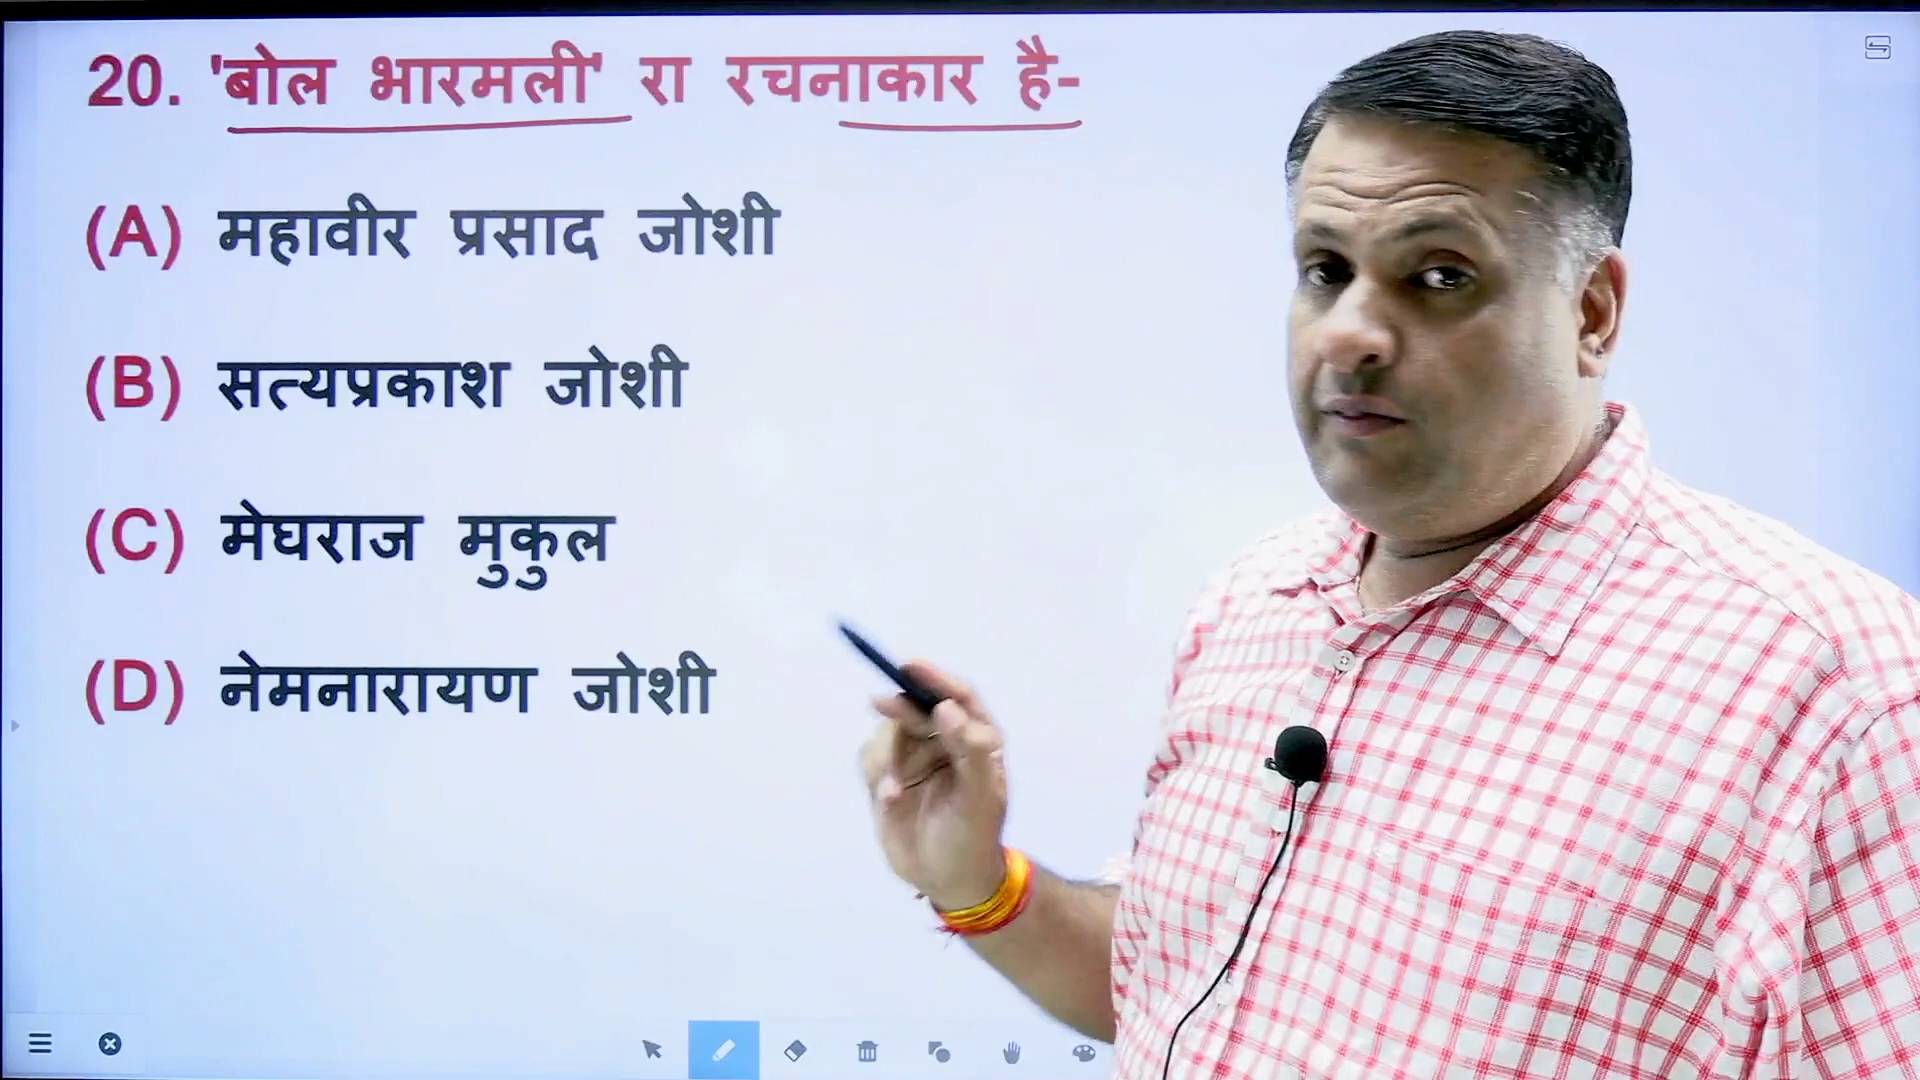 20. 'बोल भारमली' रा रचनाकार है-
(A) महावीर प्रसाद जोशी
(B) सत्यप्रकाश जोशी
(C) मेघराज मुकुल
(D) नेमनारायण जोशी